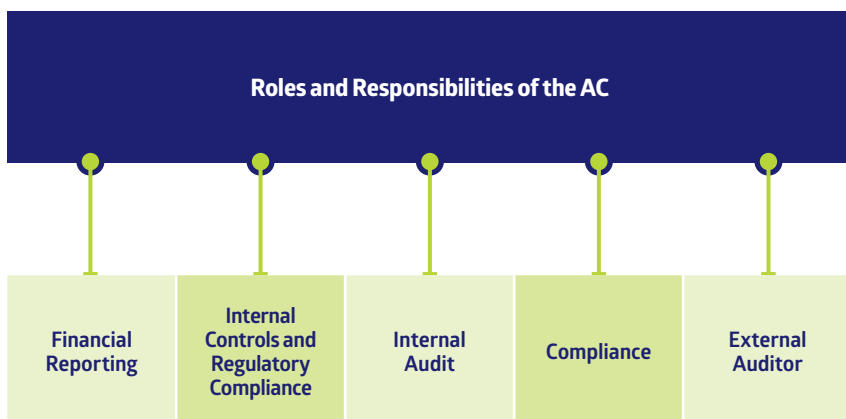 Roles and Responsibilities of the AC
Financial
Reporting
Internal
Controls and
Regulatory
Compliance
Internal
Audit
Compliance
External
Auditor